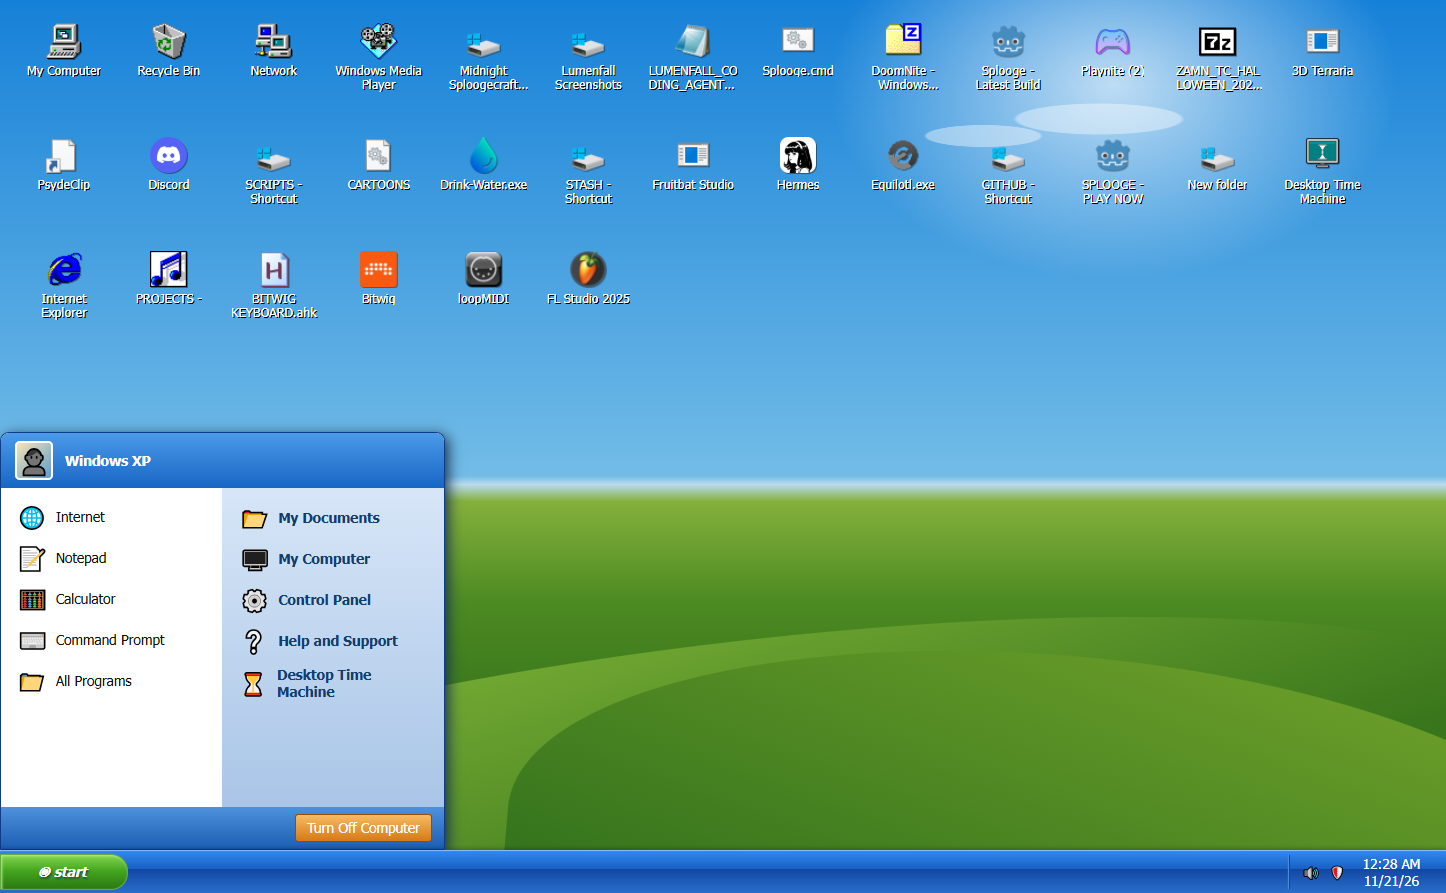 My Computer
Recycle Bin
Network
Windows Media
Player
Midnight
Sploogecraft...
Lumenfall
Screenshots
LUMENFALL_CO
DING_AGENT...
Splooge.cmd
DoomNite -
Windows...
Splooge -
Latest Build
Playnite (2)
ZAMN_TC_HAL
LOWEEN_202...
3D Terraria
PsydeClip
Discord
SCRIPTS -
Shortcut
CARTOONS
Drink-Water.exe
STASH -
Shortcut
Fruitbat Studio
Hermes
Equilotl.exe
GITHUB -
Shortcut
SPLOOGE -
PLAY NOW
New folder
Desktop Time
Machine
Internet
Explorer
PROJECTS -
BITWIG
KEYBOARD.ahk
Bitwig
loopMIDI
FL Studio 2025
Windows XP
Internet
Notepad
Calculator
Command Prompt
All Programs
My Documents
My Computer
Control Panel
Help and Support
Desktop Time
Machine
Turn Off Computer
start
12:28 AM
11/21/26